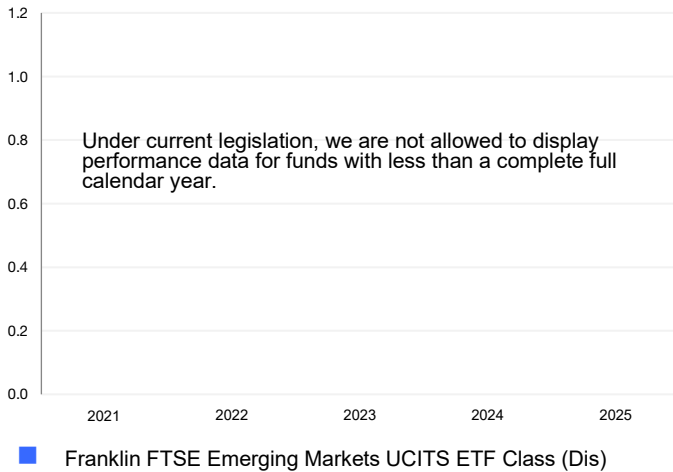 1.2
1.0
0.8
0.6
0.4
0.2
0.0
Under current legislation, we are not allowed to display
performance data for funds with less than a complete full
calendar year.
2021 2022 2023 2024 2025
Franklin FTSE Emerging Markets UCITS ETF Class (Dis)